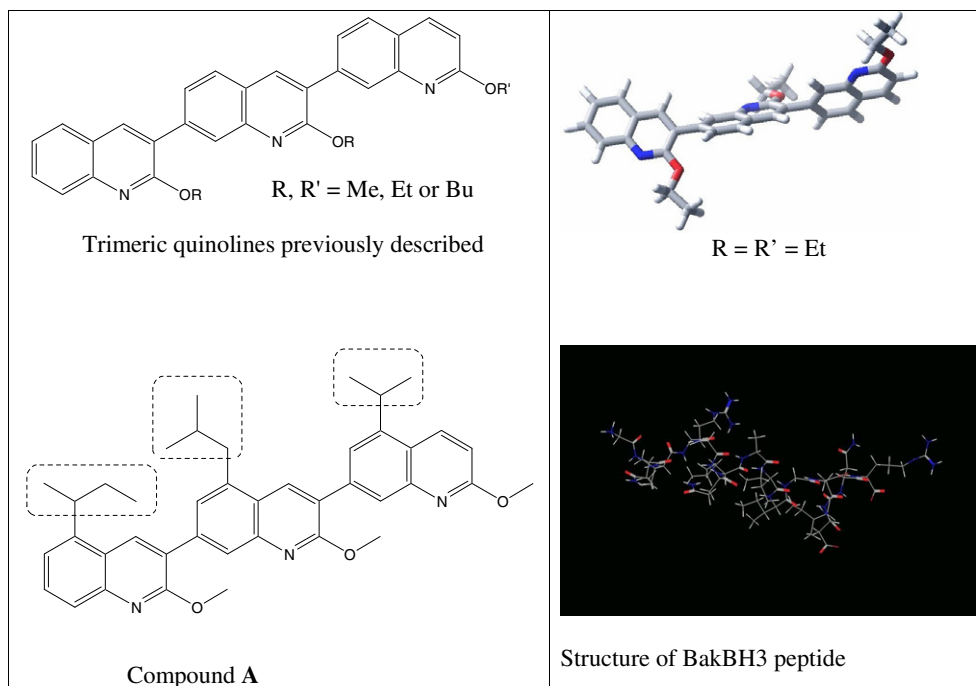 N
OR'
N
OR
N
OR
R, R' = Me, Et or Bu
Trimeric quinolines previously described
R = R’ = Et
N
O
N
O
N
O
Compound A
Structure of BakBH3 peptide